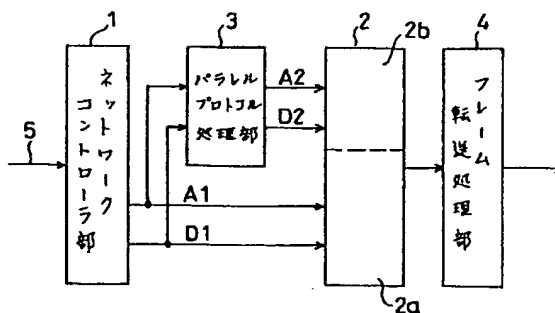 1
3
2
2b
4
5
ネットワーク
コントローラ部
パラレル
プロトコル
処理部
A2
D2
A1
D1
2a
フレーム
転送処理部